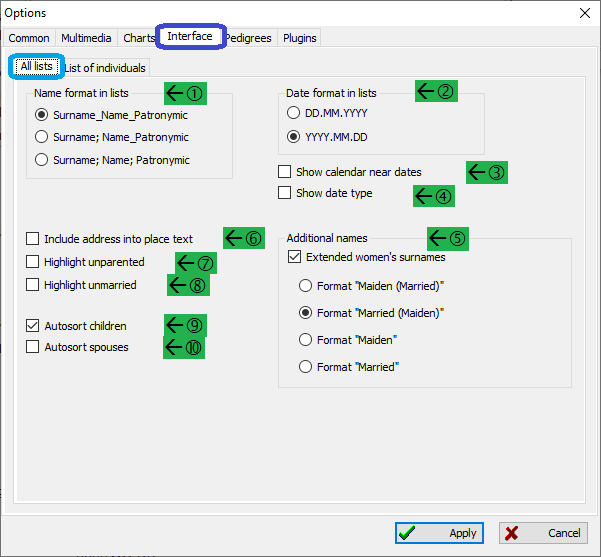 Options
Common Multimedia Charts Interface Pedigrees Plugins
All lists List of individuals
Name format in lists ←①
Surname_Name_Patronymic
Surname; Name_Patronymic
Surname; Name; Patronymic
Date format in lists ←②
DD.MM.YYYY
YYYY.MM.DD
Show calendar near dates ←③
Show date type ←④
Include address into place text ←⑥
Highlight unparented ←⑦
Highlight unmarried ←⑧
Autosort children ←⑨
Autosort spouses ←⑩
Additional names ←⑤
Extended women's surnames
Format "Maiden (Married)"
Format "Married (Maiden)"
Format "Maiden"
Format "Married"
Apply Cancel